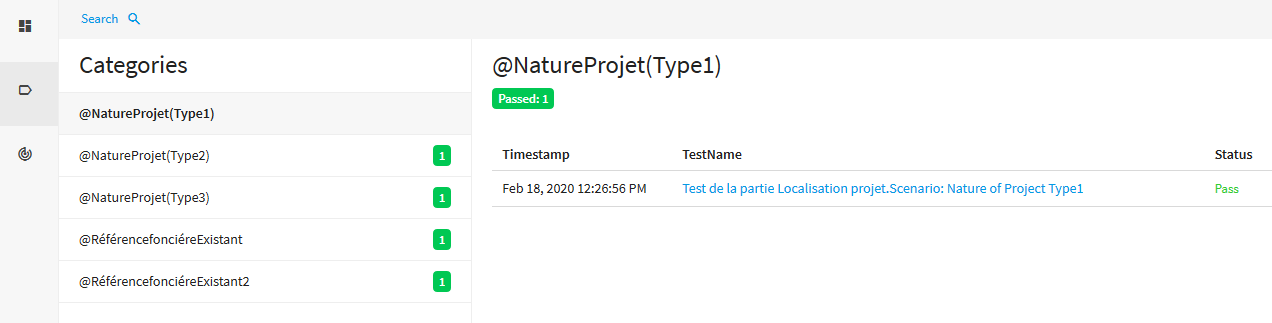 Search
Categories
@NatureProjet(Type1)
@NatureProjet(Type2) 1
@NatureProjet(Type3) 1
@RéférencefonciéreExistant 1
@RéférencefonciéreExistant2 1
@NatureProjet(Type1)
Passed: 1
Timestamp TestName Status
Feb 18, 2020 12:26:56 PM Test de la partie Localisation projet.Scenario: Nature of Project Type1 Pass